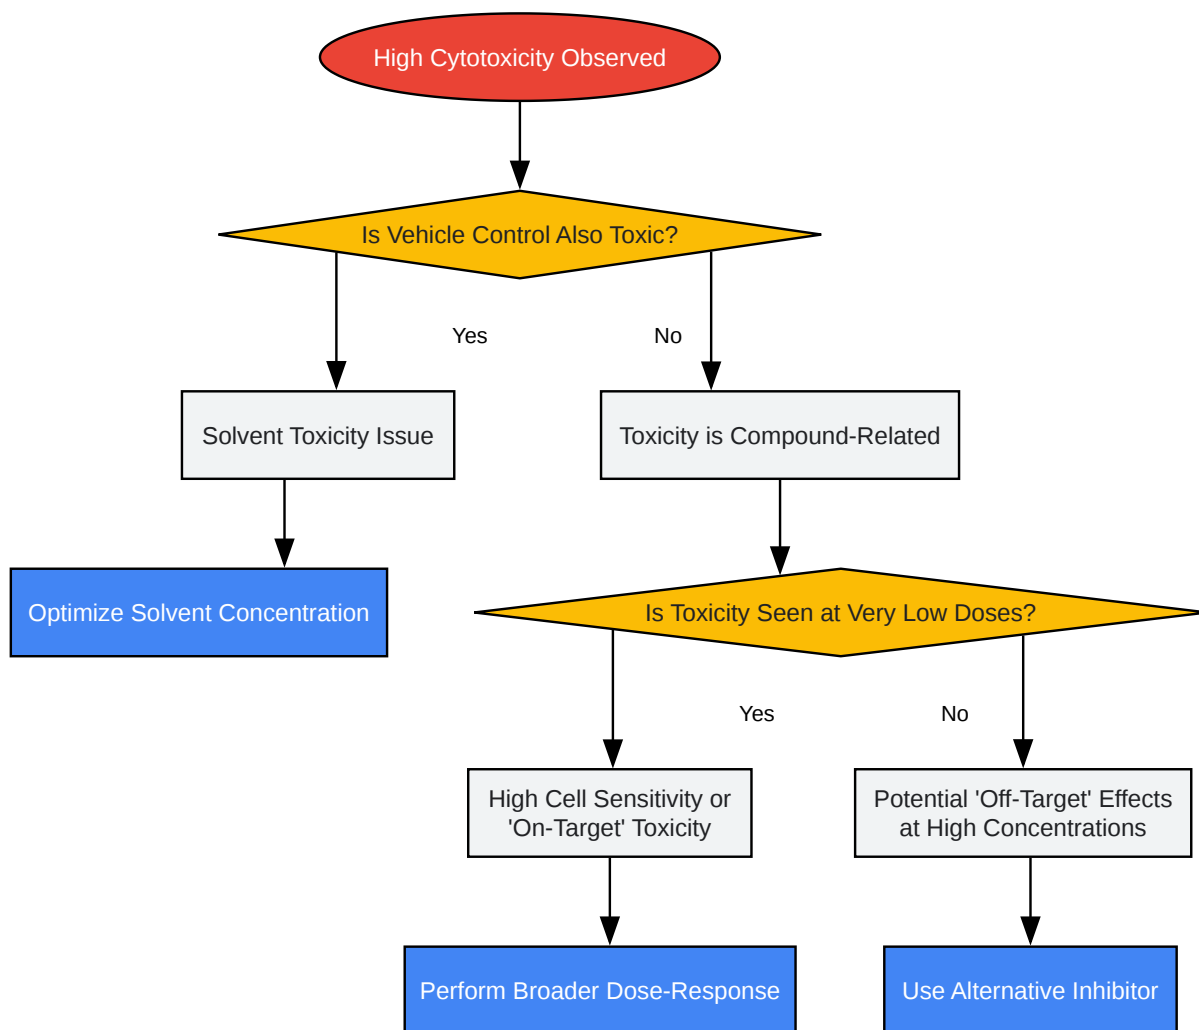 High Cytotoxicity Observed
Is Vehicle Control Also Toxic?
Yes
No
Solvent Toxicity Issue
Toxicity is Compound-Related
Optimize Solvent Concentration
Is Toxicity Seen at Very Low Doses?
Yes
No
High Cell Sensitivity or
'On-Target' Toxicity
Potential 'Off-Target' Effects
at High Concentrations
Perform Broader Dose-Response
Use Alternative Inhibitor